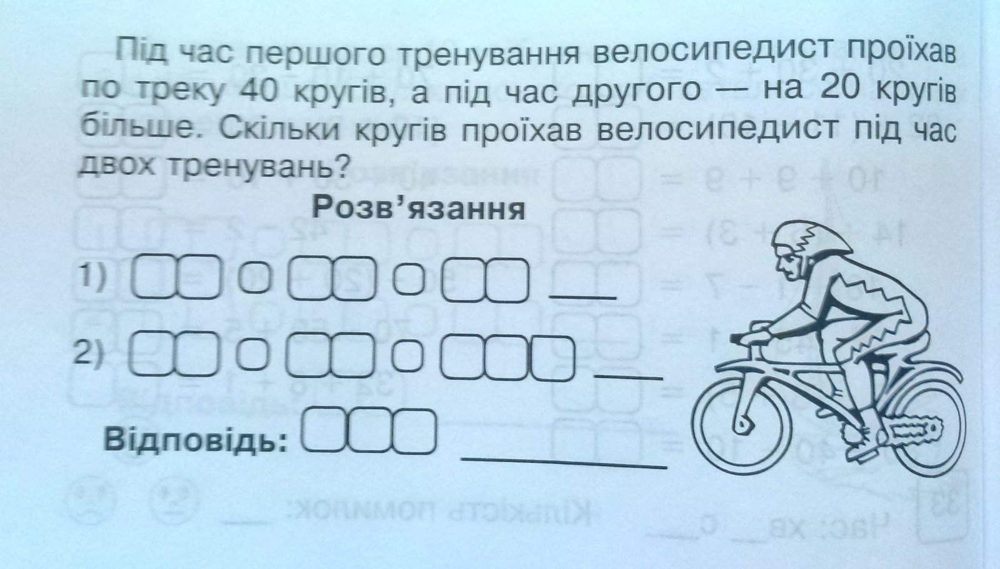 Під час першого тренування велосипедист проїхав
по треку 40 кругів, а під час другого — на 20 кругів
більше. Скільки кругів проїхав велосипедист під час
двох тренувань?
Розв’язання
1)
2)
Відповідь: